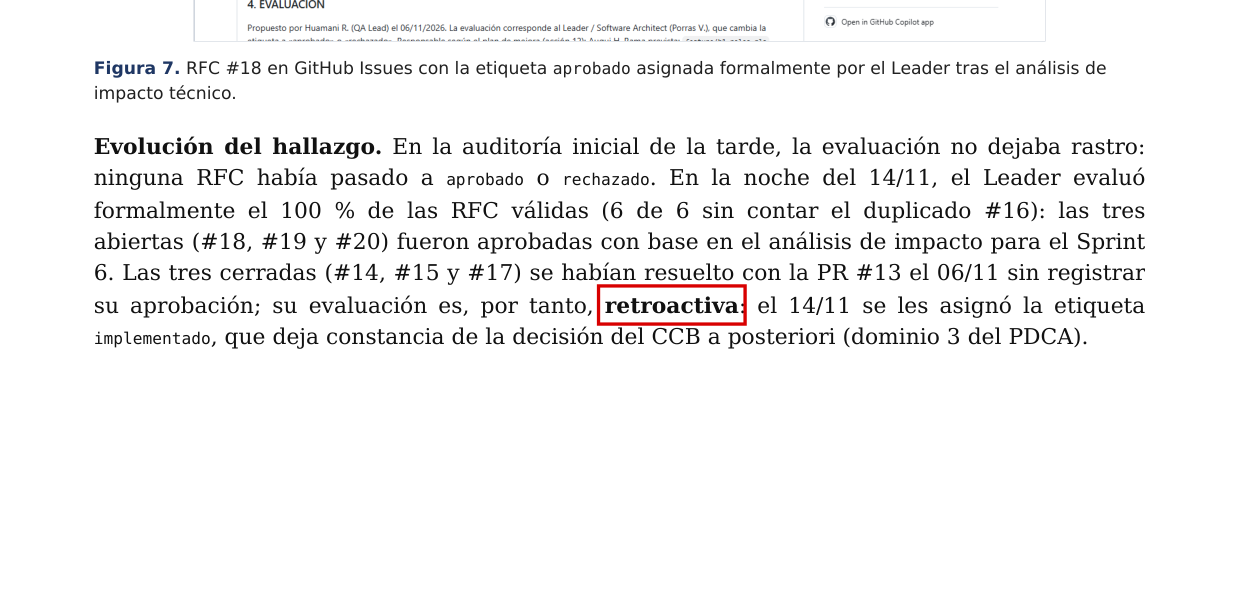 4. EVALUACIÓN
Propuesto por Huamani R. (QA Lead) el 06/11/2026. La evaluación corresponde al Leader / Software Architect (Porras V.), que cambia la
Open in GitHub Copilot app
Figura 7. RFC #18 en GitHub Issues con la etiqueta aprobado asignada formalmente por el Leader tras el análisis de
impacto técnico.
Evolución del hallazgo. En la auditoría inicial de la tarde, la evaluación no dejaba rastro:
ninguna RFC había pasado a aprobado o rechazado. En la noche del 14/11, el Leader evaluó
formalmente el 100 % de las RFC válidas (6 de 6 sin contar el duplicado #16): las tres
abiertas (#18, #19 y #20) fueron aprobadas con base en el análisis de impacto para el Sprint
6. Las tres cerradas (#14, #15 y #17) se habían resuelto con la PR #13 el 06/11 sin registrar
su aprobación; su evaluación es, por tanto, retroactiva: el 14/11 se les asignó la etiqueta
implementado, que deja constancia de la decisión del CCB a posteriori (dominio 3 del PDCA).